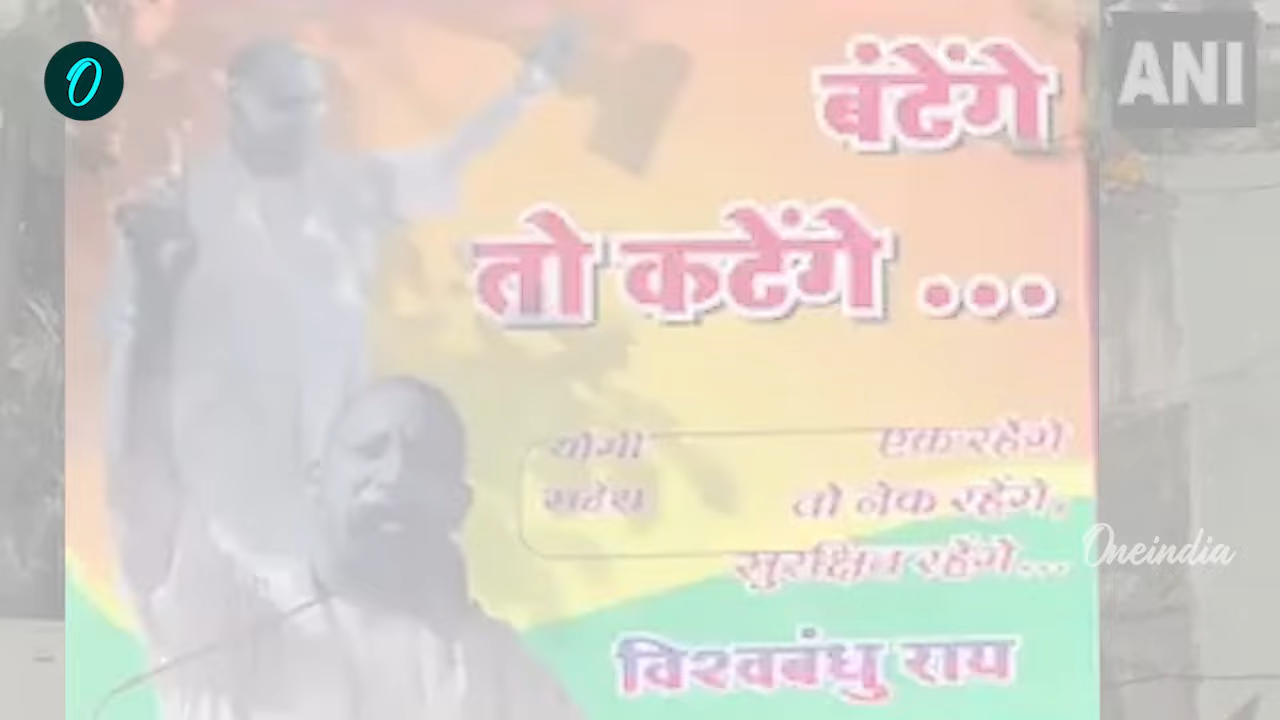 O
ANI
बंटेंगे
तो कटेंगे ...
योगी
संदेश
एक रहेंगे
तो नेक रहेंगे,
सुरक्षित रहेंगे...
Oneindia
विश्वबंधु राय